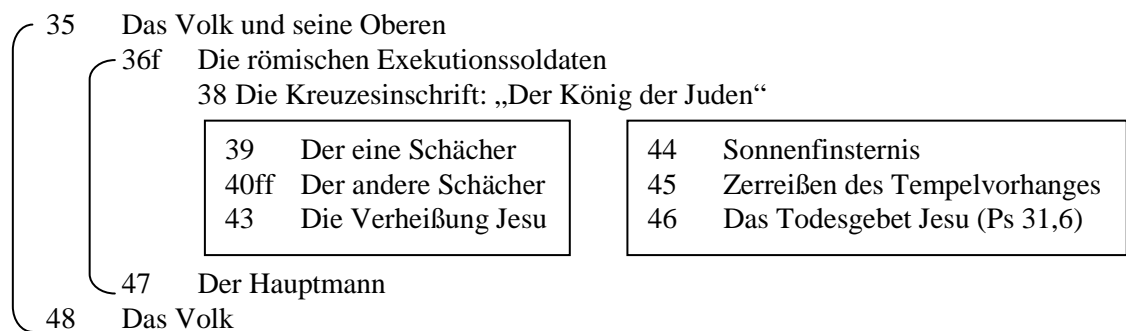 35 Das Volk und seine Oberen
36f Die römischen Exekutionssoldaten
38 Die Kreuzesinschrift: „Der König der Juden“
39 Der eine Schächer
40ff Der andere Schächer
43 Die Verheißung Jesu
44 Sonnenfinsternis
45 Zerreißen des Tempelvorhanges
46 Das Todesgebet Jesu (Ps 31,6)
47 Der Hauptmann
48 Das Volk